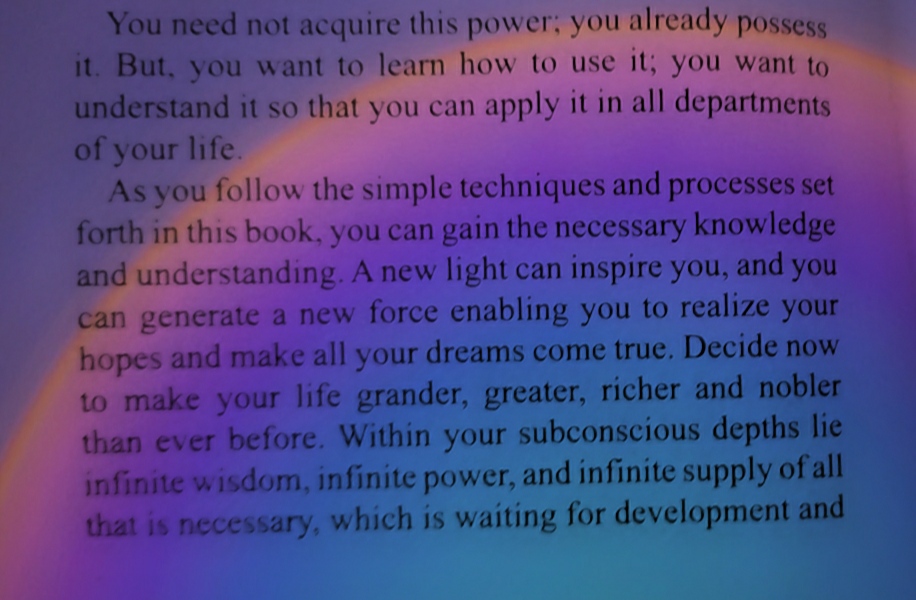 You need not acquire this power; you already possess
it. But, you want to learn how to use it; you want to
understand it so that you can apply it in all departments
of your life.
As you follow the simple techniques and processes set
forth in this book, you can gain the necessary knowledge
and understanding. A new light can inspire you, and you
can generate a new force enabling you to realize your
hopes and make all your dreams come true. Decide now
to make your life grander, greater, richer and nobler
than ever before. Within your subconscious depths lie
infinite wisdom, infinite power, and infinite supply of all
that is necessary, which is waiting for development and